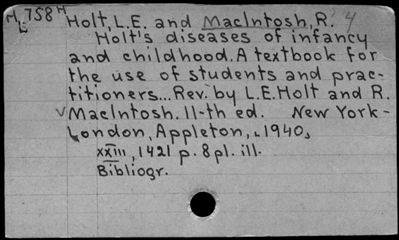 H 758 H Holt, L.E. and MacIntosh, R. 4
L
Holt's diseases of infancy
and childhood. A textbook for
the use of students and prac-
titioners... Rev. by L.E. Holt and R.
V MacIntosh. 11-th ed. New York-
London, Appleton, 1940,
XXIII, 1421 p. 8 pl. ill.
Bibliogr.